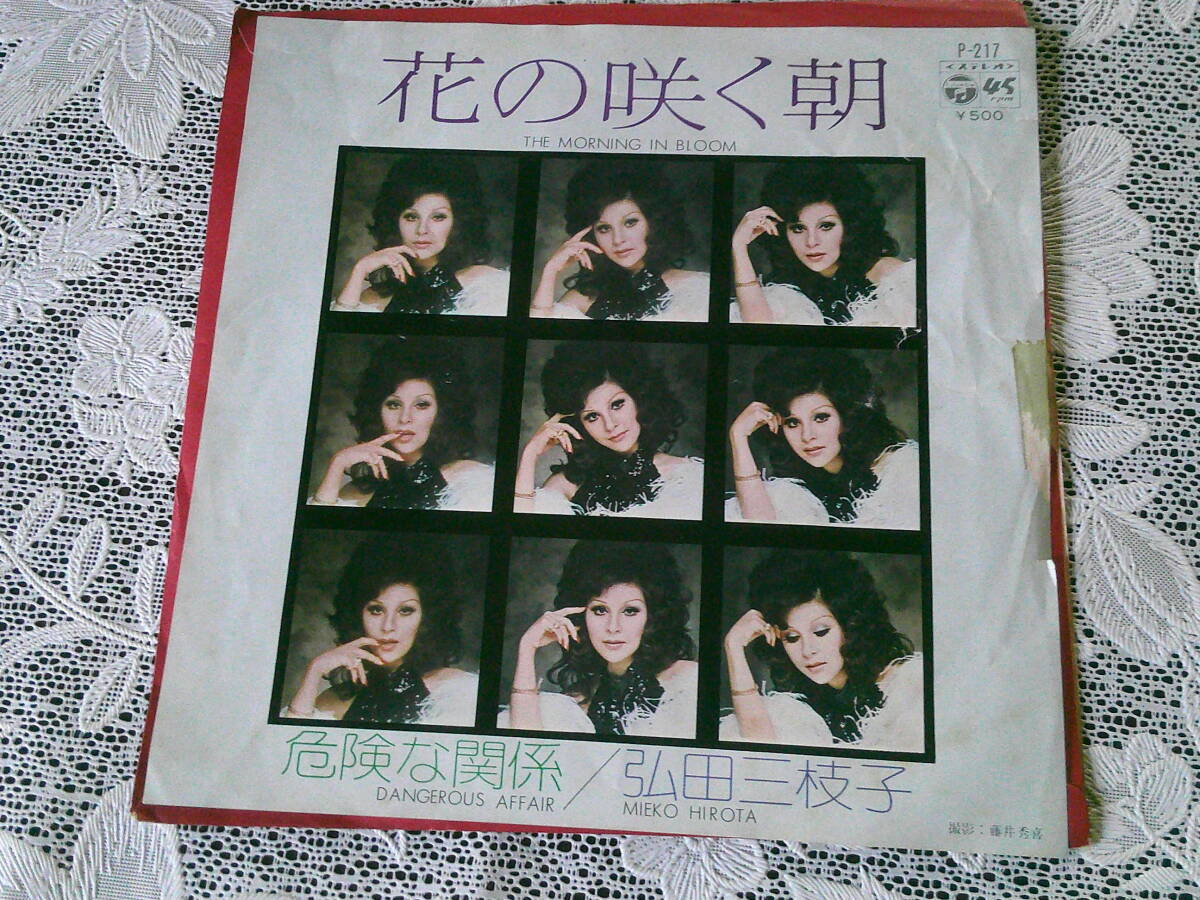 花の咲く朝
THE MORNING IN BLOOM
P-217
<ステレオ>
45
rpm
¥500
危険な関係／弘田三枝子
DANGEROUS AFFAIR
MIEKO HIROTA
撮影：藤井秀喜